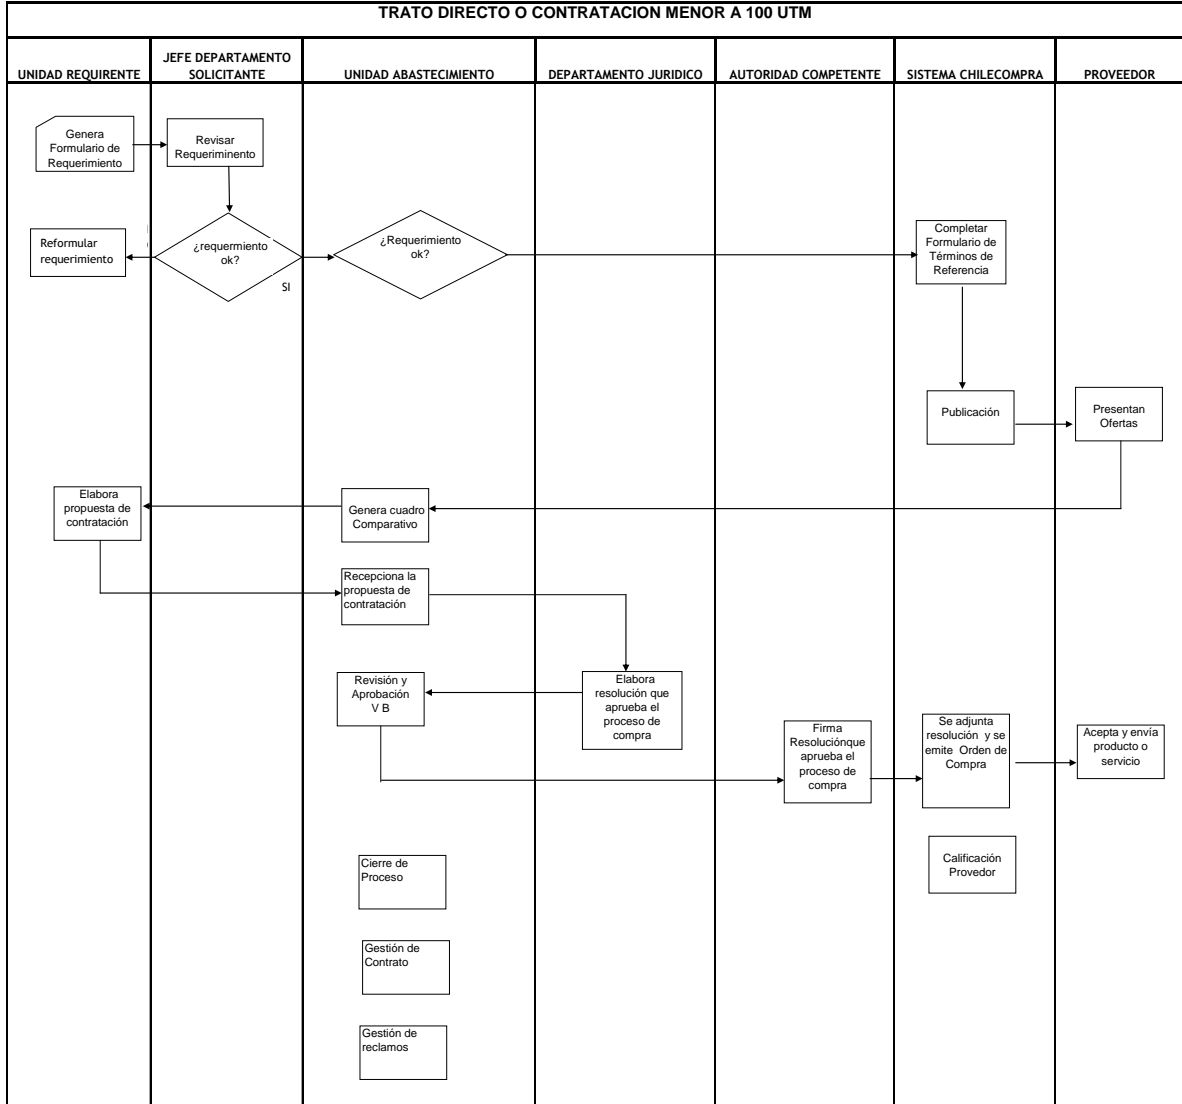 TRATO DIRECTO O CONTRATACION MENOR A 100 UTM
UNIDAD REQUIRENTE
JEFE DEPARTAMENTO
SOLICITANTE
UNIDAD ABASTECIMIENTO
DEPARTAMENTO JURIDICO
AUTORIDAD COMPETENTE
SISTEMA CHILECOMPRA
PROVEEDOR
Genera
Formulario de
Requerimiento
Revisar
Requeriminento
Reformular
requerimiento
¿requermiento
ok?
SI
¿Requerimiento
ok?
Completar
Formulario de
Términos de
Referencia
Publicación
Presentan
Ofertas
Elabora
propuesta de
contratación
Genera cuadro
Comparativo
Recepciona la
propuesta de
contratación
Revisión y
Aprobación
V B
Elabora
resolución que
aprueba el
proceso de
compra
Firma
Resoluciónque
aprueba el
proceso de
compra
Se adjunta
resolución y se
emite Orden de
Compra
Acepta y envía
producto o
servicio
Cierre de
Proceso
Calificación
Provedor
Gestión de
Contrato
Gestión de
reclamos